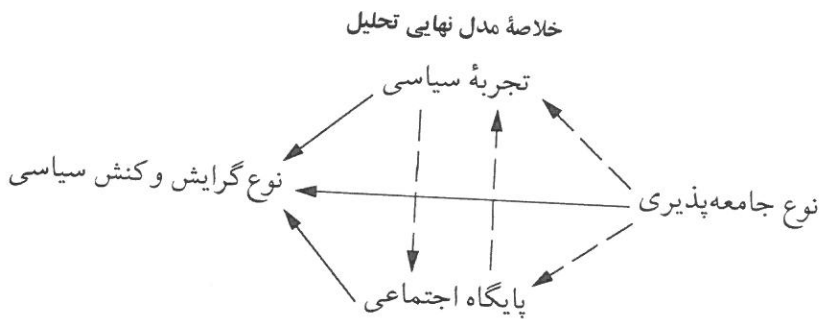 خلاصهٔ مدل نهایی تحلیل
تجربهٔ سیاسی
نوع جامعه‌پذیری
نوع گرایش و کنش سیاسی
پایگاه اجتماعی